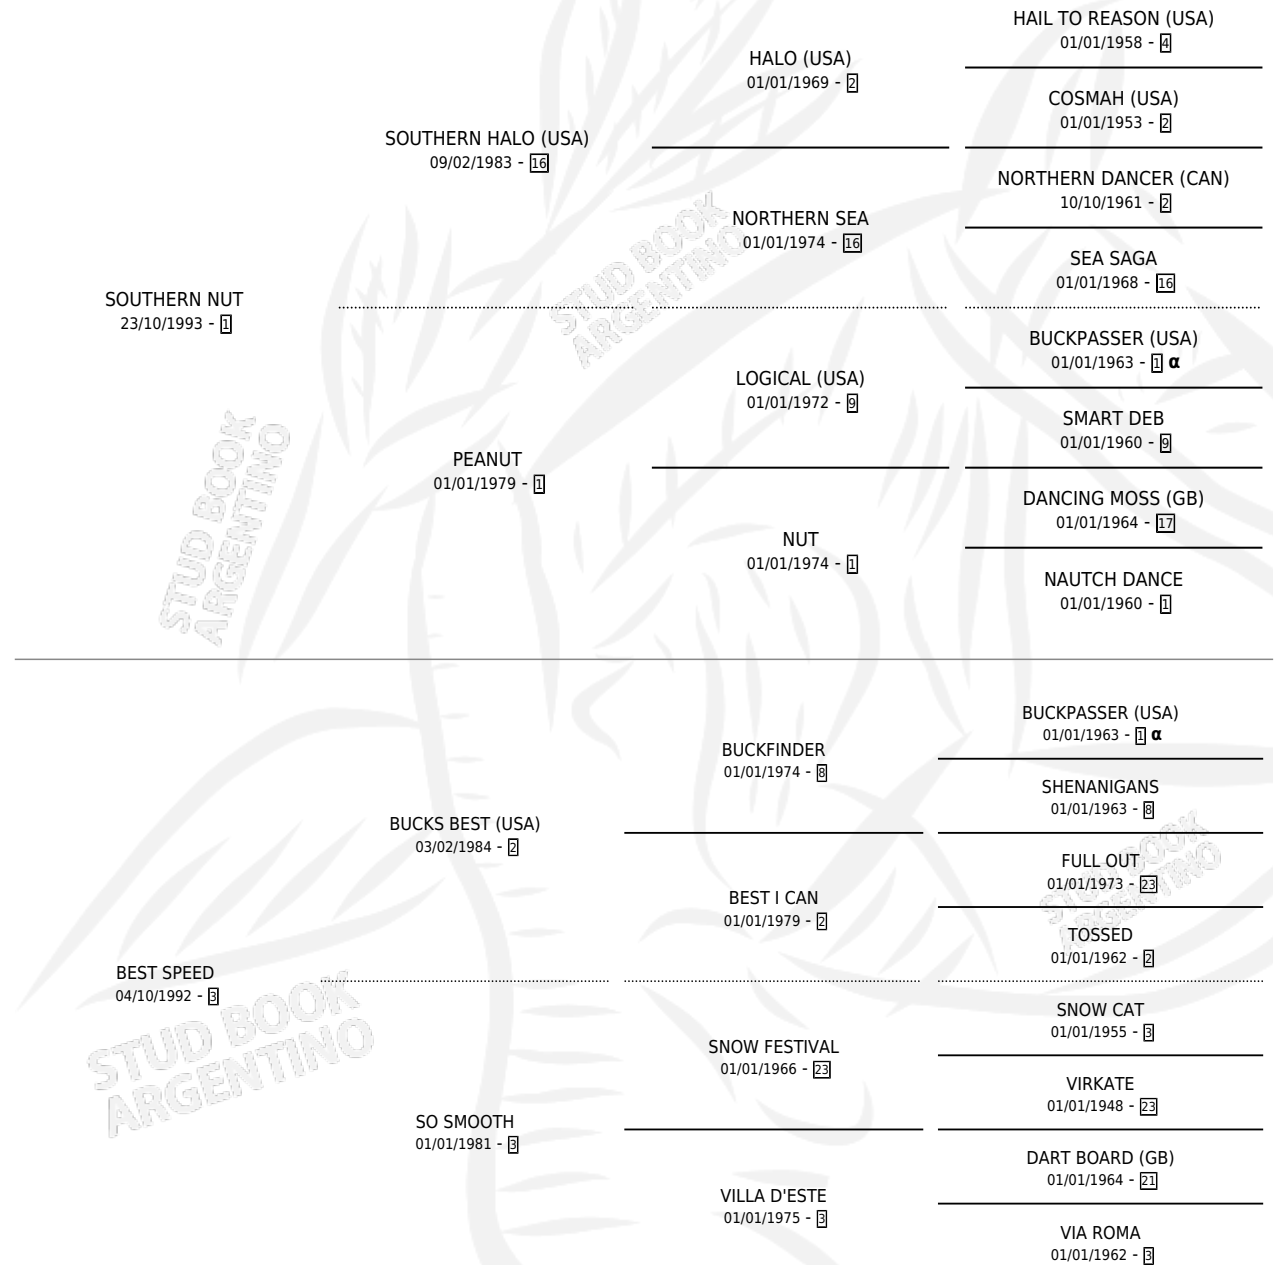 HAIL TO REASON (USA)
01/01/1958 - 4
HALO (USA)
01/01/1969 - 2
COSMAH (USA)
01/01/1953 - 2
SOUTHERN HALO (USA)
09/02/1983 - 16
NORTHERN DANCER (CAN)
10/10/1961 - 2
NORTHERN SEA
01/01/1974 - 16
SEA SAGA
01/01/1968 - 16
SOUTHERN NUT
23/10/1993 - 1
BUCKPASSER (USA)
01/01/1963 - 1 α
LOGICAL (USA)
01/01/1972 - 9
SMART DEB
01/01/1960 - 9
PEANUT
01/01/1979 - 1
DANCING MOSS (GB)
01/01/1964 - 17
NUT
01/01/1974 - 1
NAUTCH DANCE
01/01/1960 - 1
BUCKPASSER (USA)
01/01/1963 - 1 α
BUCKFINDER
01/01/1974 - 8
SHENANIGANS
01/01/1963 - 8
BUCKS BEST (USA)
03/02/1984 - 2
FULL OUT
01/01/1973 - 23
BEST I CAN
01/01/1979 - 2
TOSSED
01/01/1962 - 2
BEST SPEED
04/10/1992 - 3
SNOW CAT
01/01/1955 - 3
SNOW FESTIVAL
01/01/1966 - 23
VIRKATE
01/01/1948 - 23
SO SMOOTH
01/01/1981 - 3
DART BOARD (GB)
01/01/1964 - 21
VILLA D'ESTE
01/01/1975 - 3
VIA ROMA
01/01/1962 - 3
STUD BOOK
ARGENTINO
STUD BOOK
ARGENTINO
STUD BOOK
ARGENTINO
STUD BOOK
ARGENTINO